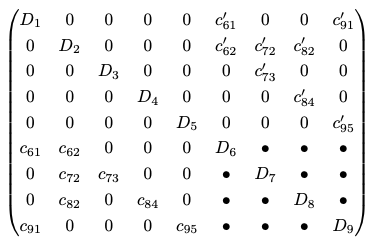 D₁ 0 0 0 0 c′₆₁ 0 0 c′₉₁
0 D₂ 0 0 0 c′₆₂ c′₇₂ c′₈₂ 0
0 0 D₃ 0 0 0 c′₇₃ 0 0
0 0 0 D₄ 0 0 0 c′₈₄ 0
0 0 0 0 D₅ 0 0 0 c′₉₅
c₆₁ c₆₂ 0 0 0 D₆ • • •
0 c₇₂ c₇₃ 0 0 • D₇ • •
0 c₈₂ 0 c₈₄ 0 • • D₈ •
c₉₁ 0 0 0 c₉₅ • • • D₉